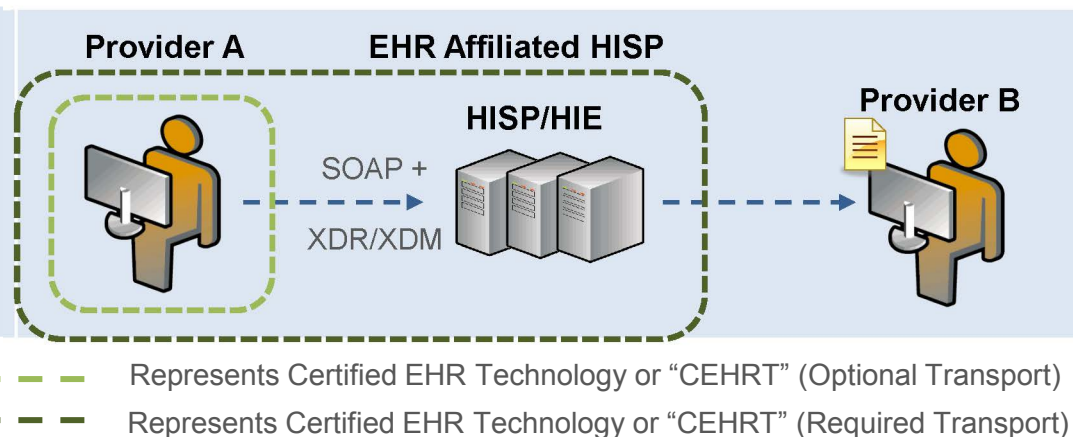 Provider A
EHR Affiliated HISP
HISP/HIE
Provider B
SOAP +
XDR/XDM
Represents Certified EHR Technology or “CEHRT” (Optional Transport)
Represents Certified EHR Technology or “CEHRT” (Required Transport)